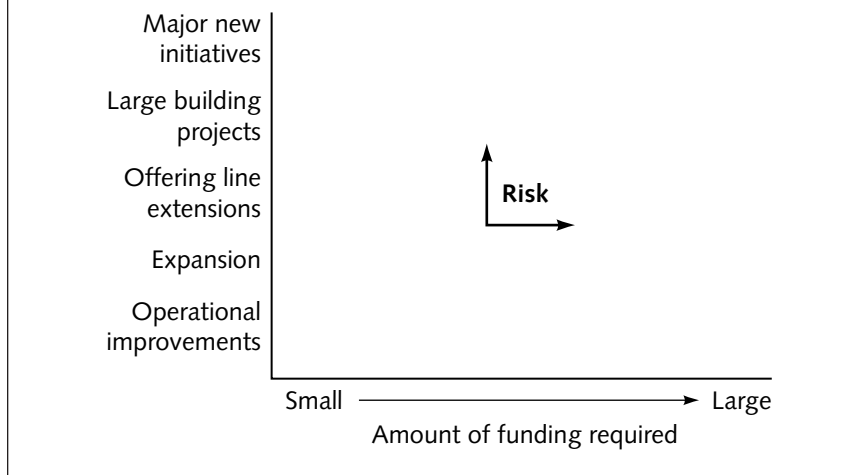 Major new
initiatives
Large building
projects
Offering line
extensions
Expansion
Operational
improvements
Risk
Small
Large
Amount of funding required